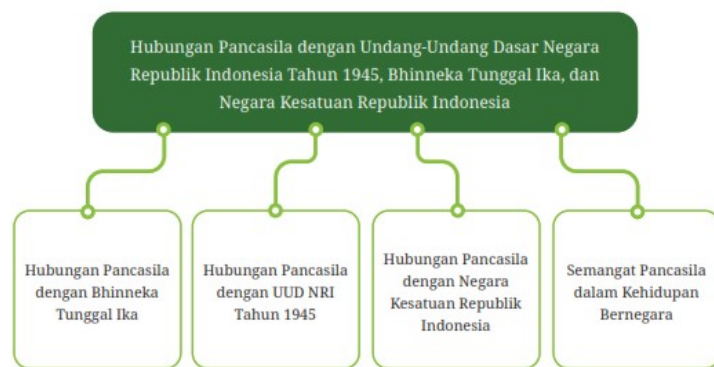 Hubungan Pancasila dengan Undang-Undang Dasar Negara
Republik Indonesia Tahun 1945, Bhinneka Tunggal Ika, dan
Negara Kesatuan Republik Indonesia
Hubungan Pancasila
dengan Bhinneka
Tunggal Ika
Hubungan Pancasila
dengan UUD NRI
Tahun 1945
Hubungan Pancasila
dengan Negara
Kesatuan Republik
Indonesia
Semangat Pancasila
dalam Kehidupan
Bernegara